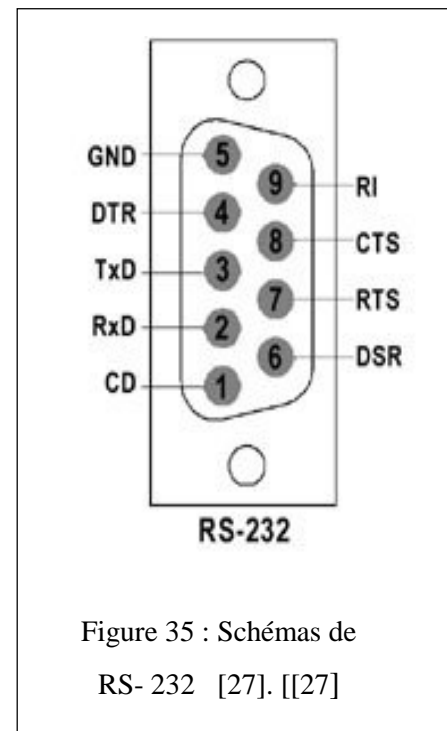 GND 5
9 RI
DTR 4
8 CTS
TxD 3
7 RTS
RxD 2
6 DSR
CD 1
RS-232
Figure 35 : Schémas de
RS- 232 [27]. [[27]